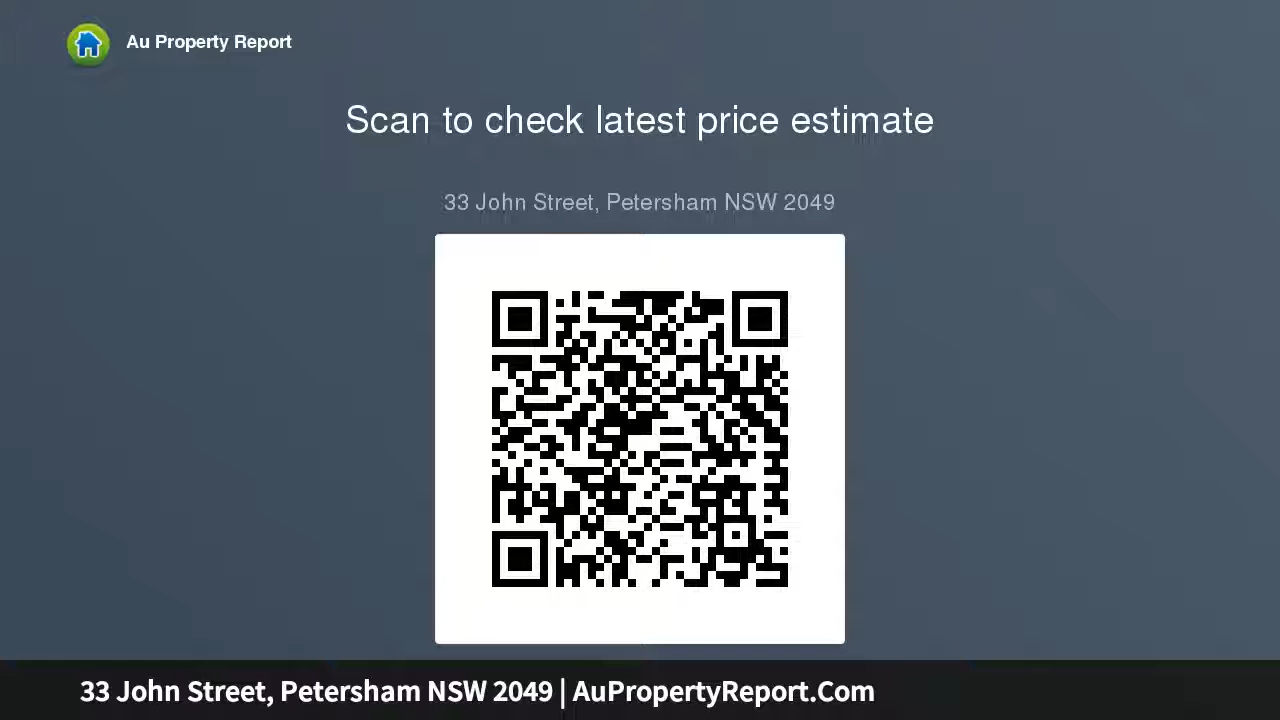 Au Property Report
Scan to check latest price estimate
33 John Street, Petersham NSW 2049
33 John Street, Petersham NSW 2049 | AuPropertyReport.Com